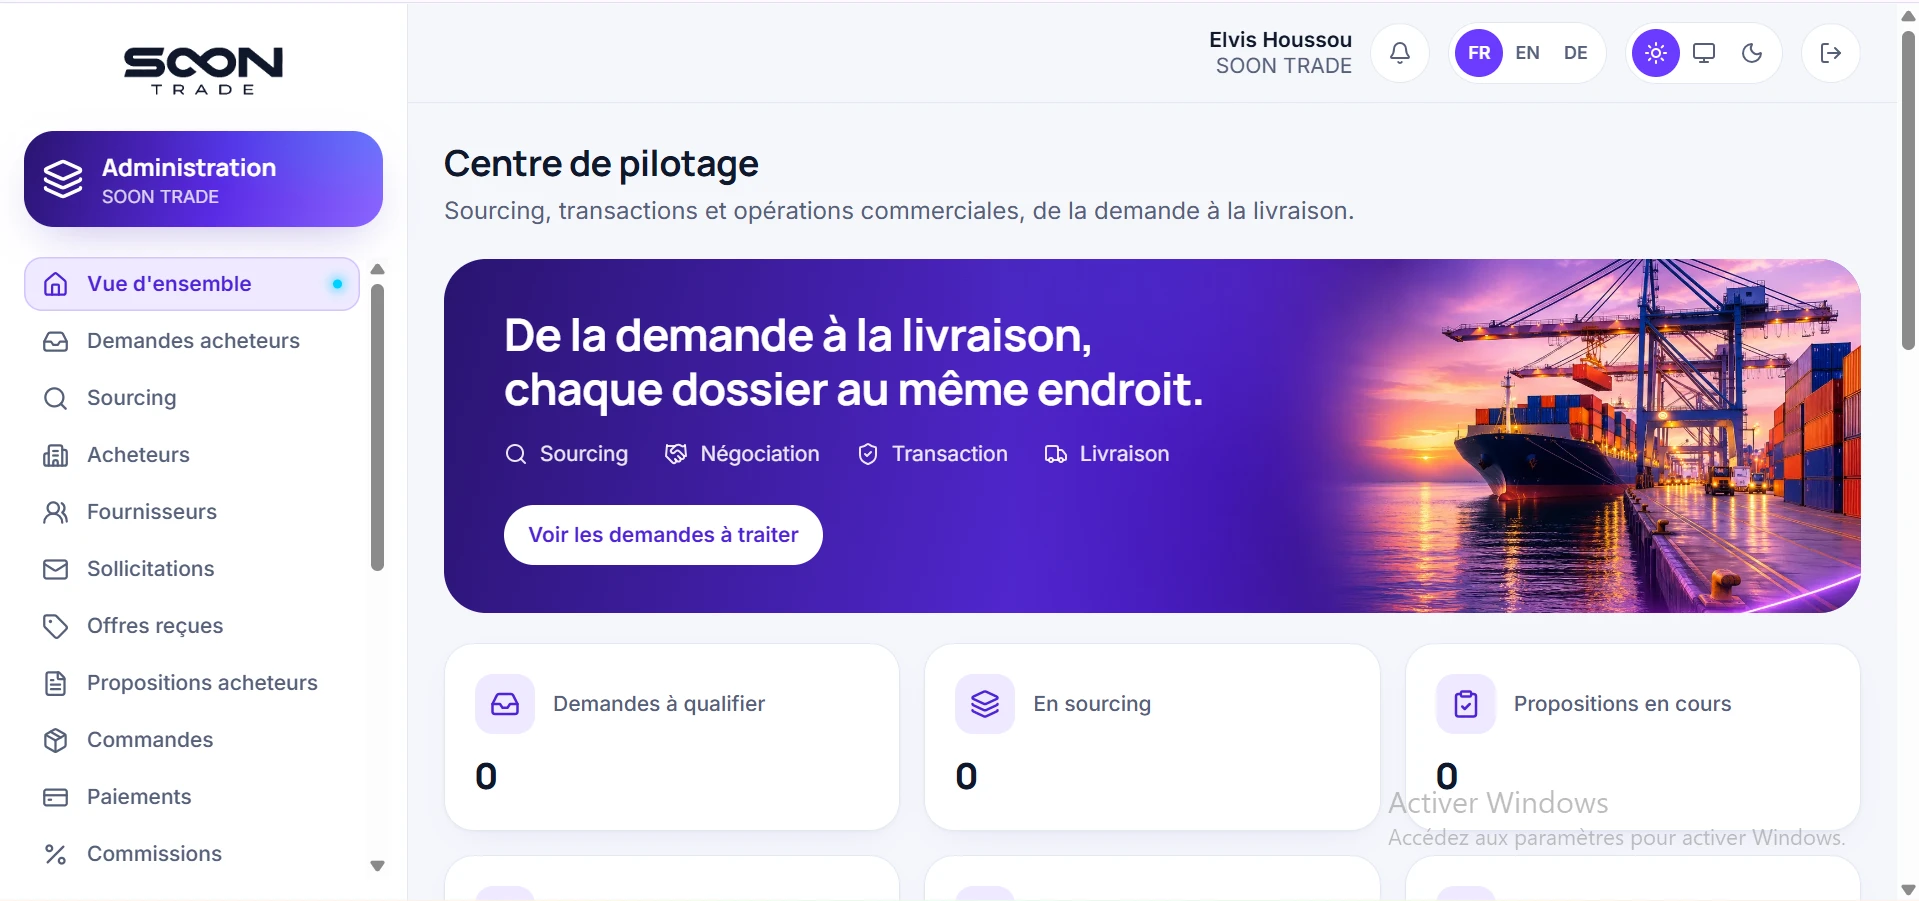 SOON
TRADE
Administration
SOON TRADE
Vue d'ensemble
Demandes acheteurs
Sourcing
Acheteurs
Fournisseurs
Sollicitations
Offres reçues
Propositions acheteurs
Commandes
Paiements
Commissions
Elvis Houssou
SOON TRADE
FR EN DE
Centre de pilotage
Sourcing, transactions et opérations commerciales, de la demande à la livraison.
De la demande à la livraison,
chaque dossier au même endroit.
Sourcing Négociation Transaction Livraison
Voir les demandes à traiter
Demandes à qualifier
0
En sourcing
0
Propositions en cours
0
Activer Windows
Accédez aux paramètres pour activer Windows.